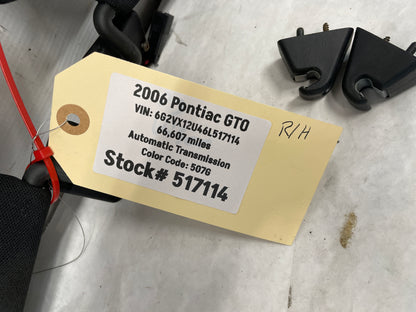 2006 Pontiac GTO
VIN: 6G2VX12U46L517114
66,607 miles
Automatic Transmission
Color Code: 507G
Stock# 517114
R/H